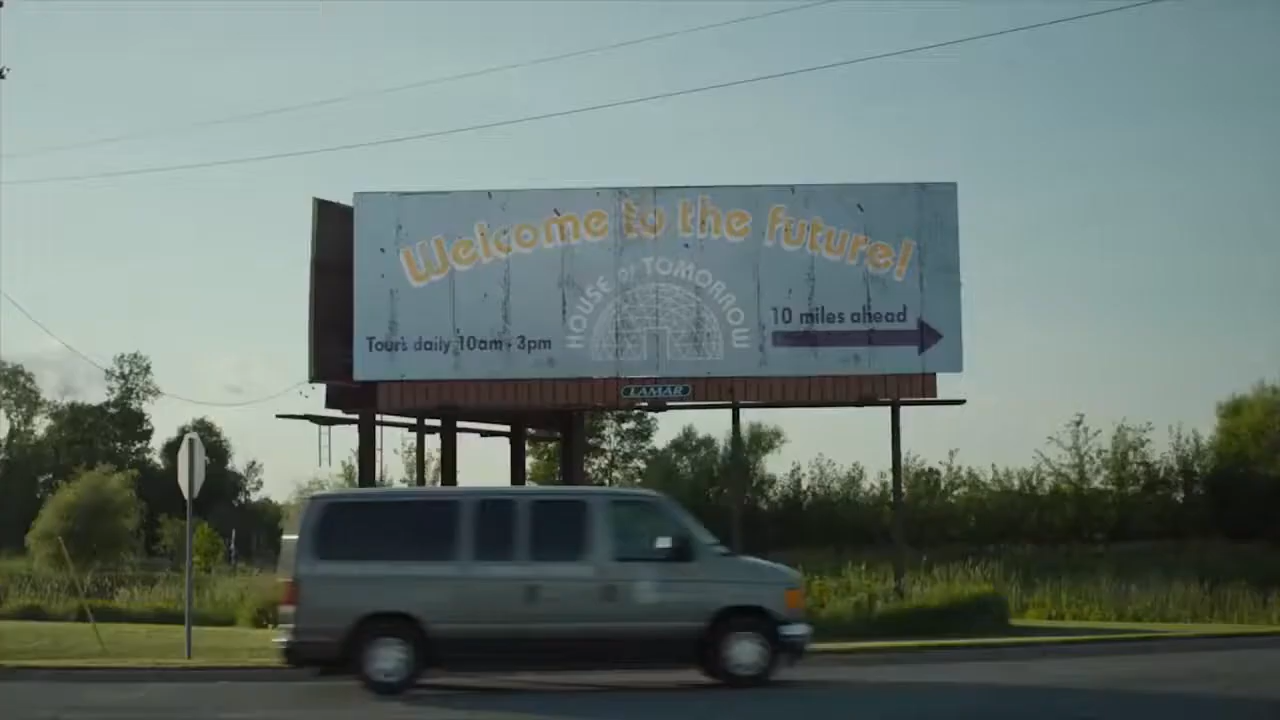 Welcome to the future!
HOUSE OF TOMORROW
10 miles ahead
Tours daily 10am - 3pm
LAMAR